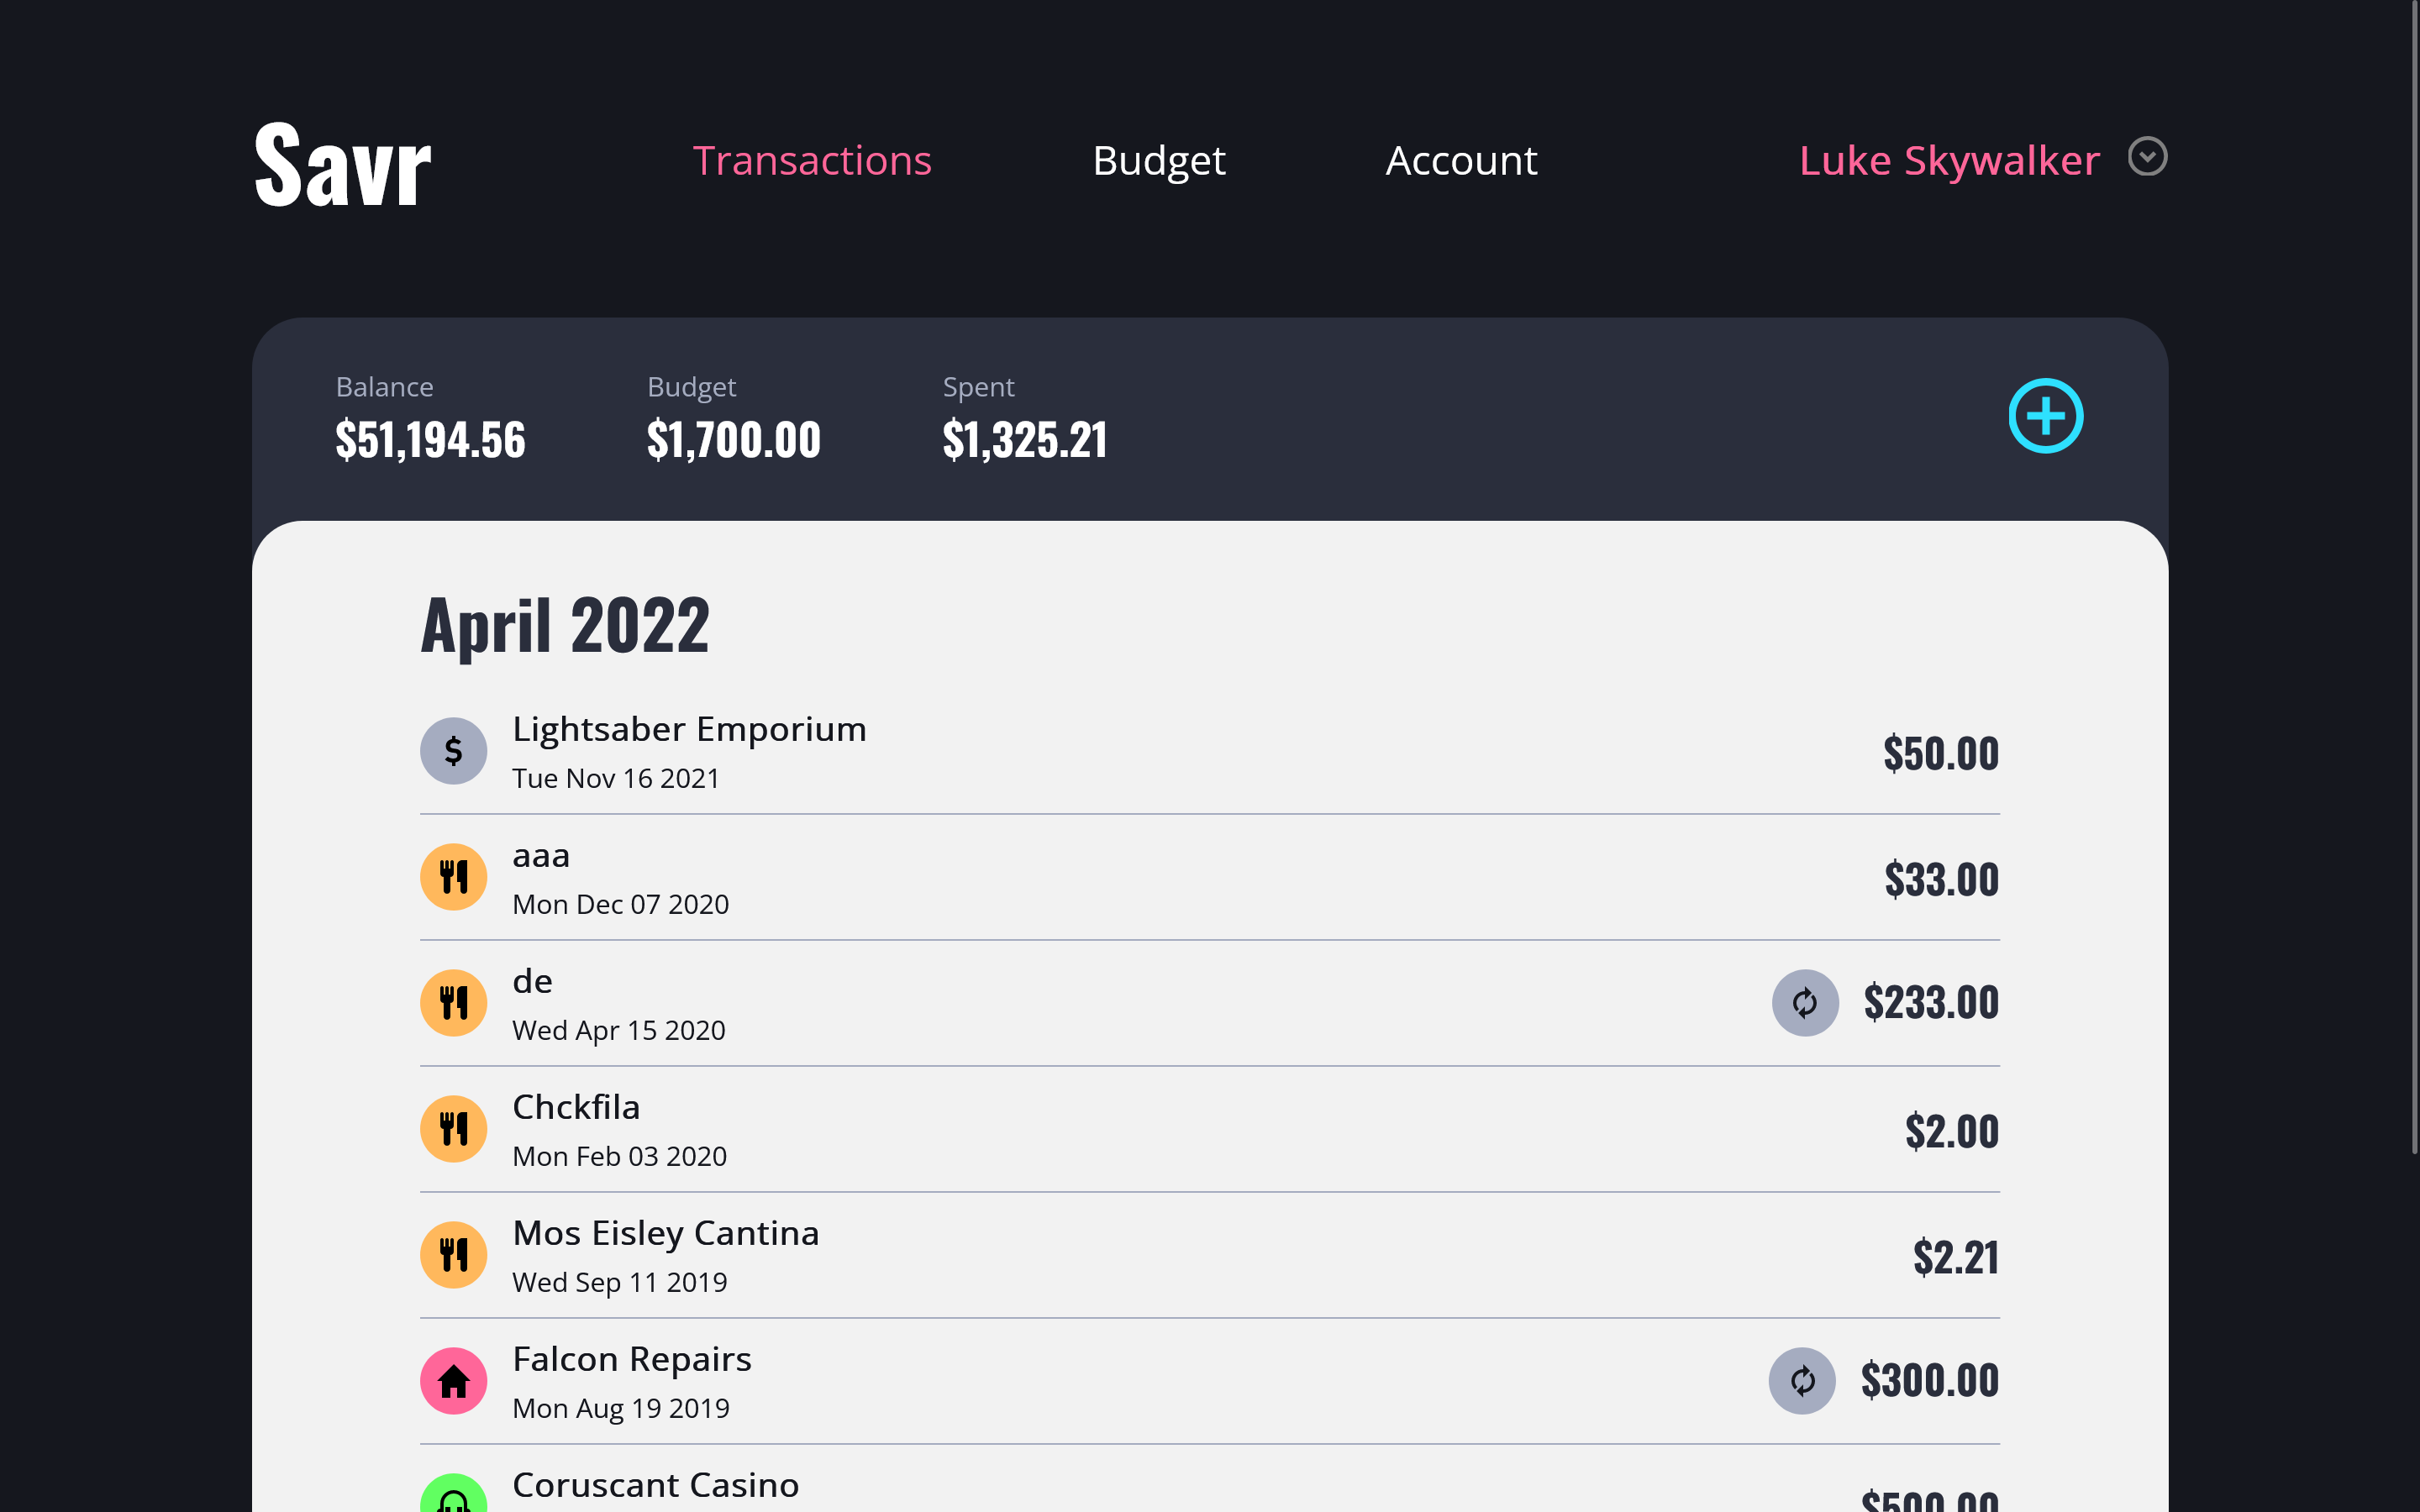 Savr
Transactions
Budget
Account
Luke Skywalker
Balance
Budget
Spent
$51,194.56
$1,700.00
$1,325.21
April 2022
Lightsaber Emporium
$50.00
Tue Nov 16 2021
aaa
$33.00
Mon Dec 07 2020
de
$233.00
Wed Apr 15 2020
Chckfila
$2.00
Mon Feb 03 2020
Mos Eisley Cantina
$2.21
Wed Sep 11 2019
Falcon Repairs
$300.00
Mon Aug 19 2019
Coruscant Casino